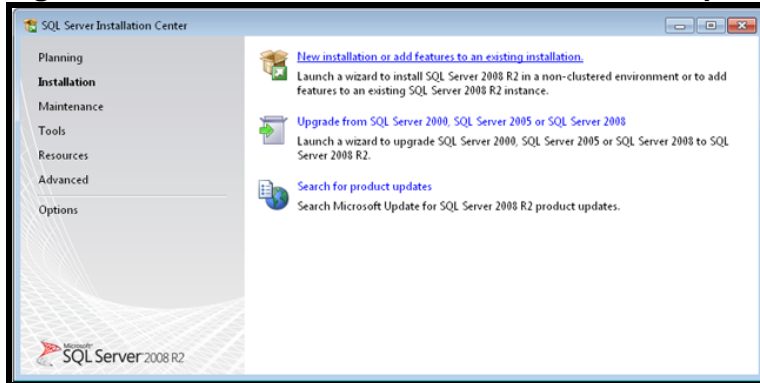 SQL Server Installation Center
Planning
Installation
Maintenance
Tools
Resources
Advanced
Options
New installation or add features to an existing installation.
Launch a wizard to install SQL Server 2008 R2 in a non-clustered environment or to add
features to an existing SQL Server 2008 R2 instance.
Upgrade from SQL Server 2000, SQL Server 2005 or SQL Server 2008
Launch a wizard to upgrade SQL Server 2000, SQL Server 2005 or SQL Server 2008 to SQL
Server 2008 R2.
Search for product updates
Search Microsoft Update for SQL Server 2008 R2 product updates.
Microsoft
SQL Server 2008 R2